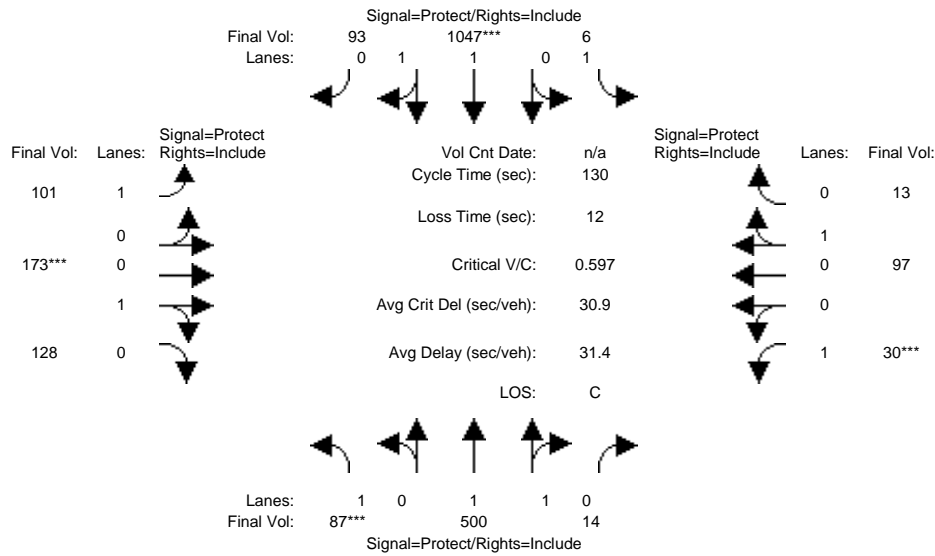 Signal=Protect/Rights=Include
Final Vol: 93 1047*** 6
Lanes: 0 1 1 0 1
Signal=Protect Signal=Protect
Final Vol: Lanes: Rights=Include Vol Cnt Date: n/a Rights=Include Lanes: Final Vol:
Cycle Time (sec): 130
101 1 0 13
Loss Time (sec): 12
0 1
173*** 0 Critical V/C: 0.597 0 97
1 Avg Crit Del (sec/veh): 30.9 0
128 0 Avg Delay (sec/veh): 31.4 1 30***
LOS: C
Lanes: 1 0 1 1 0
Final Vol: 87*** 500 14
Signal=Protect/Rights=Include